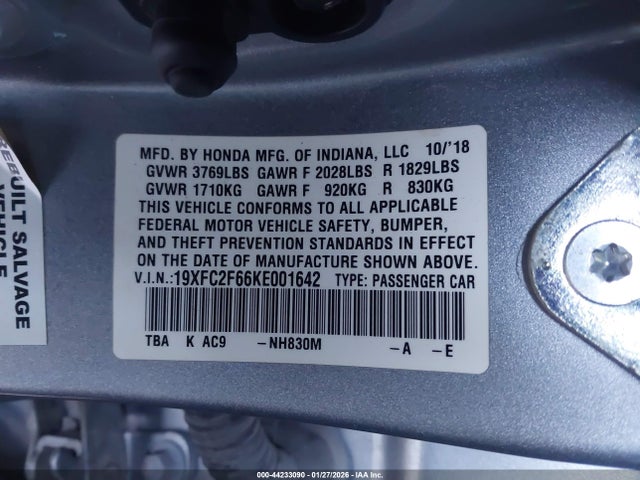 REBUILT SALVAGE
VEHICLE
MFD. BY HONDA MFG. OF INDIANA, LLC 10/'18
GVWR 3769LBS GAWR F 2028LBS R 1829LBS
GVWR 1710KG GAWR F 920KG R 830KG
THIS VEHICLE CONFORMS TO ALL APPLICABLE
FEDERAL MOTOR VEHICLE SAFETY, BUMPER,
AND THEFT PREVENTION STANDARDS IN EFFECT
ON THE DATE OF MANUFACTURE SHOWN ABOVE.
V.I.N.:19XFC2F66KE001642 TYPE: PASSENGER CAR
TBA K AC9 -NH830M -A -E
000-44233090 - 01/27/2026 - IAA Inc.